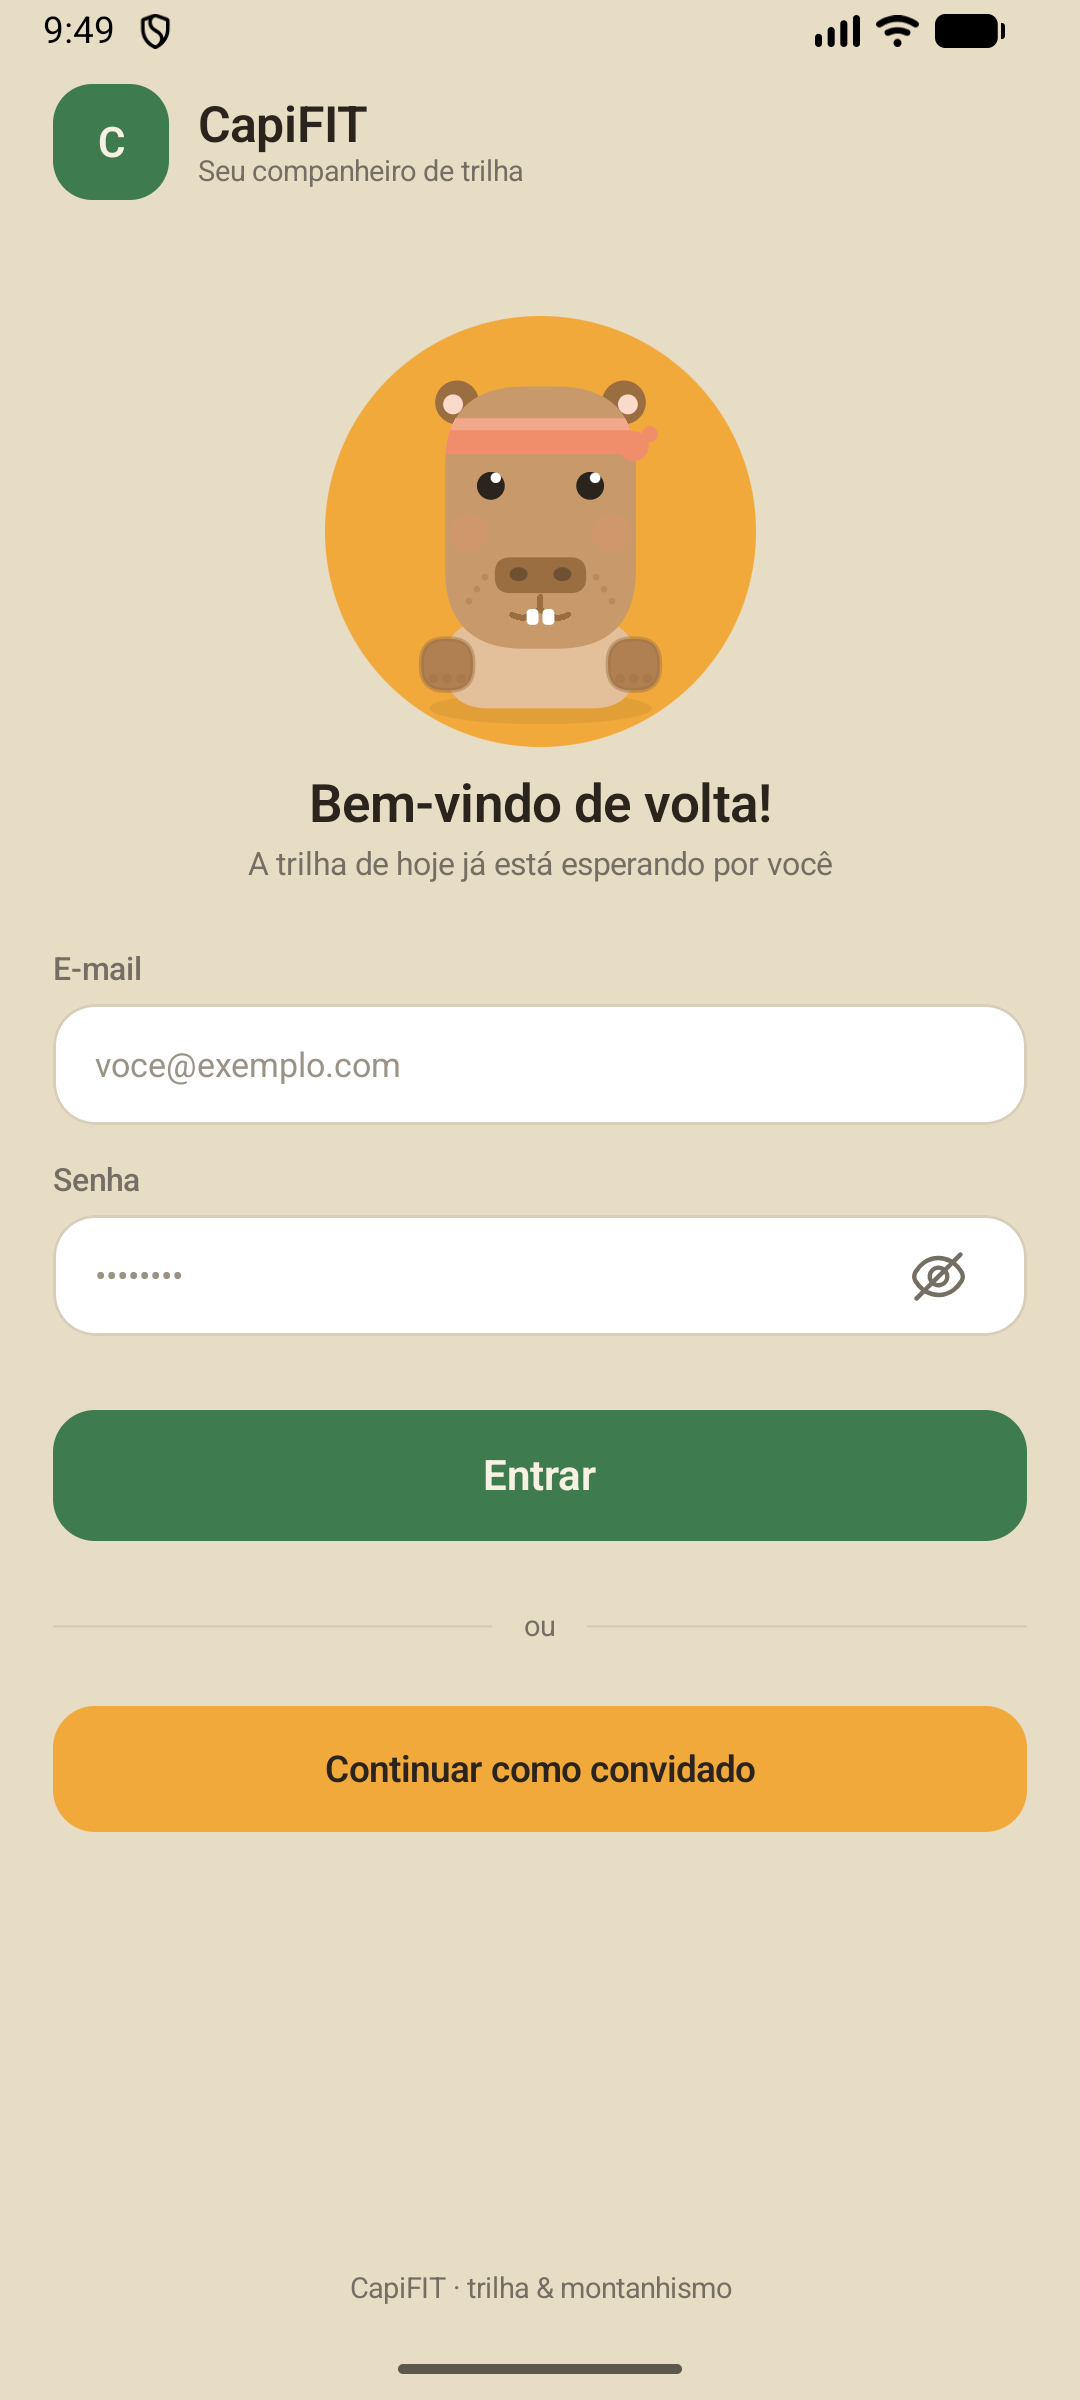 9:49
C
CapiFIT
Seu companheiro de trilha
Bem-vindo de volta!
A trilha de hoje já está esperando por você
E-mail
voce@exemplo.com
Senha
••••••••
Entrar
ou
Continuar como convidado
CapiFIT · trilha & montanhismo